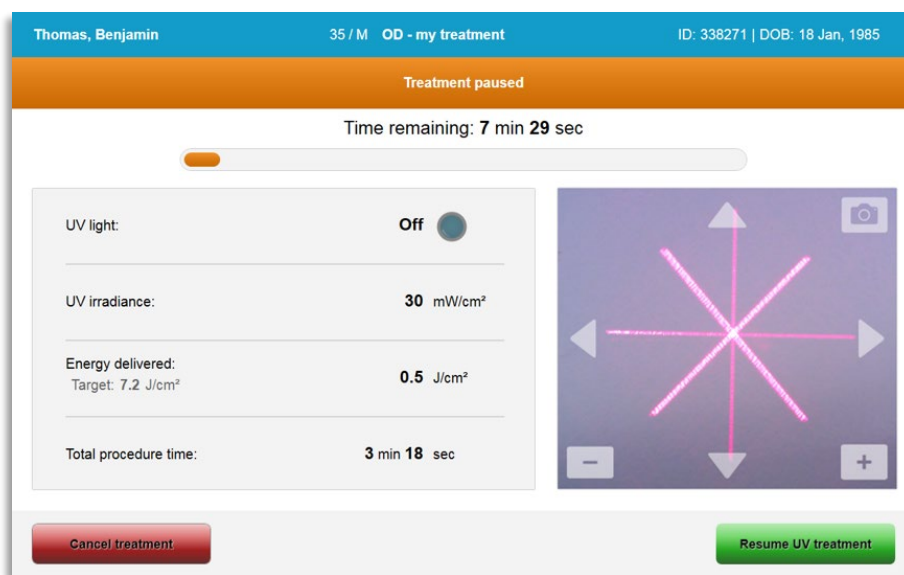 Thomas, Benjamin 35 / M OD - my treatment ID: 338271 | DOB: 18 Jan, 1985
Treatment paused
Time remaining: 7 min 29 sec
UV light: Off
UV irradiance: 30 mW/cm²
Energy delivered:
Target: 7.2 J/cm²
0.5 J/cm²
Total procedure time: 3 min 18 sec
− +
Cancel treatment Resume UV treatment